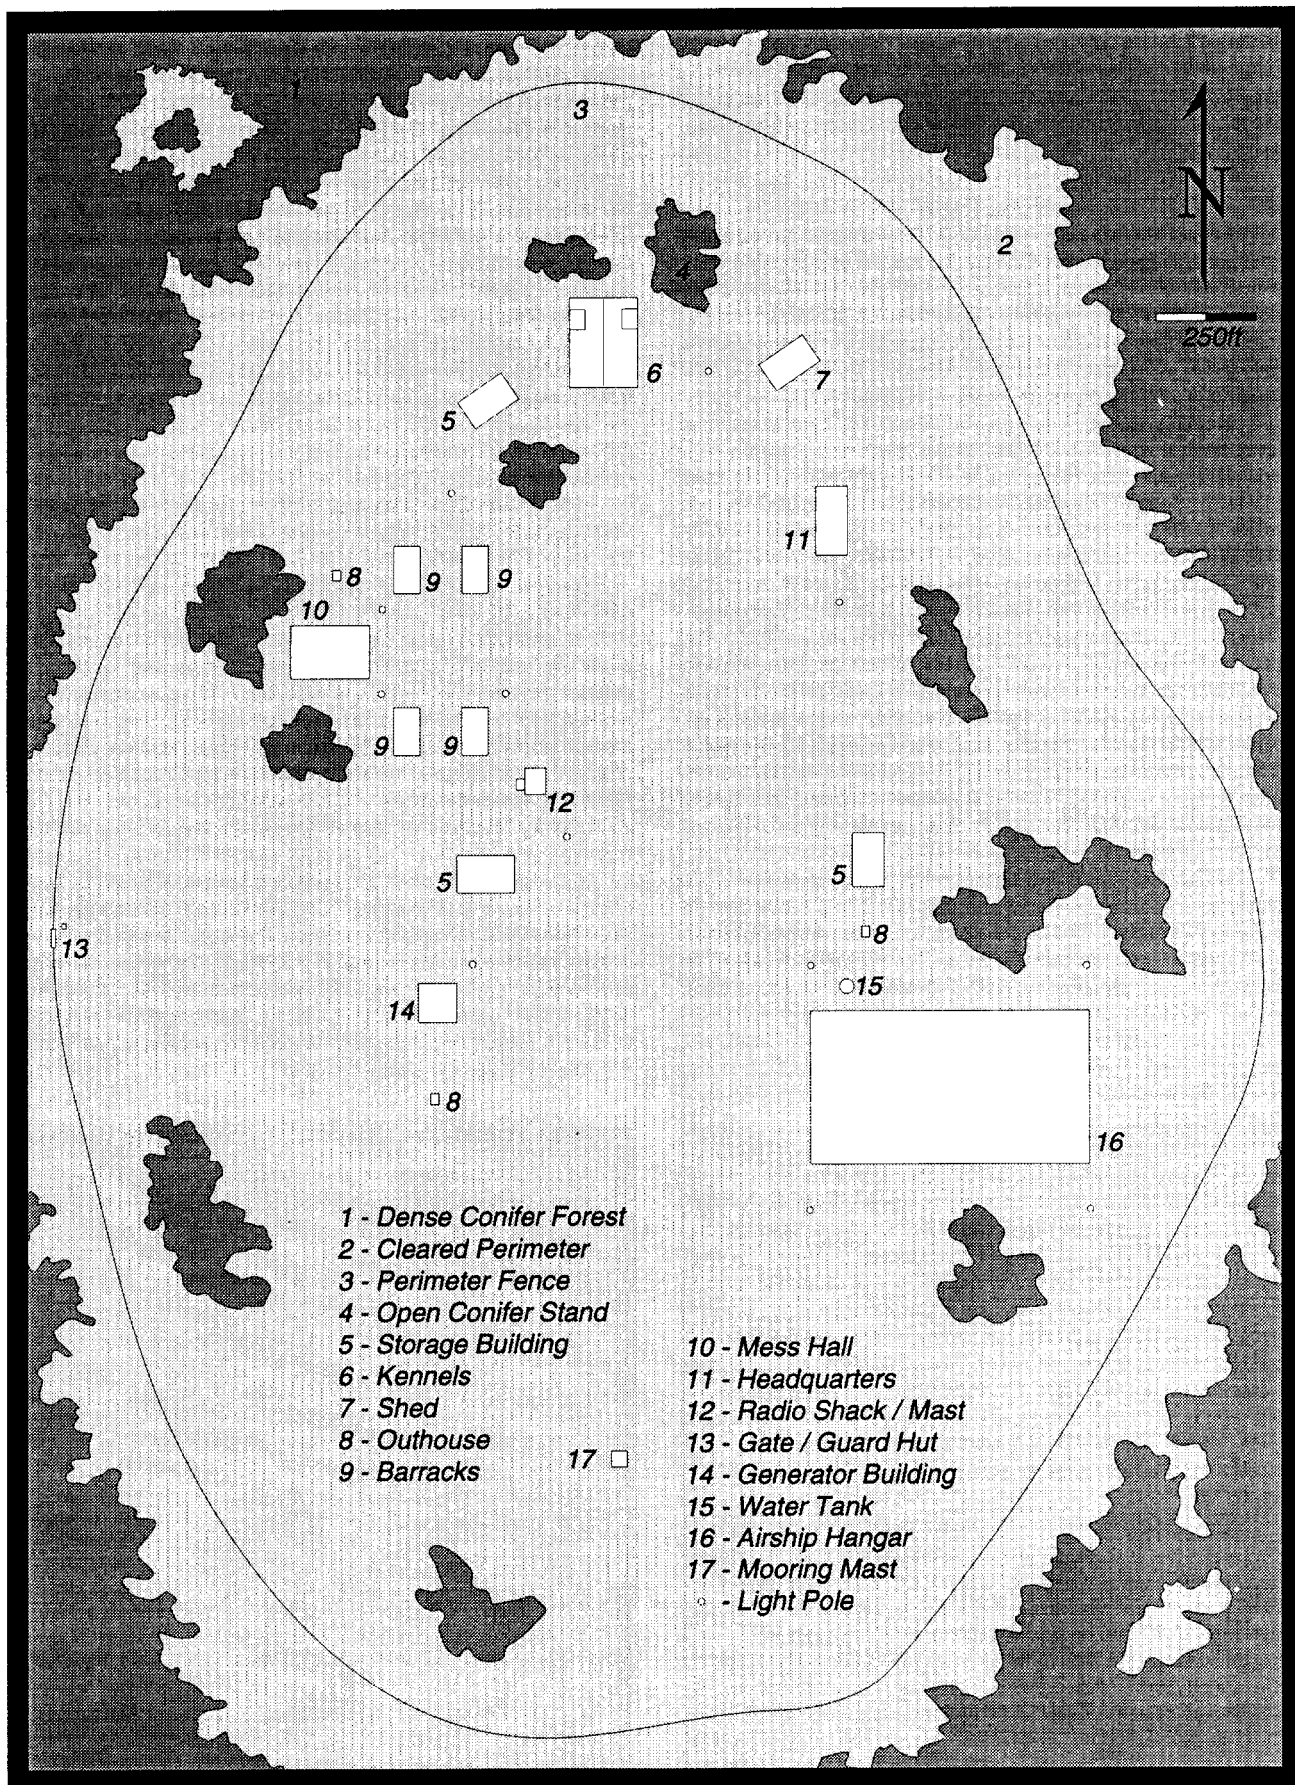 1
3
N
2
4
250ft
6
7
5
11
8
9
9
10
9
9
12
5
5
13
8
15
14
8
16
1 - Dense Conifer Forest
2 - Cleared Perimeter
3 - Perimeter Fence
4 - Open Conifer Stand
5 - Storage Building
6 - Kennels
7 - Shed
8 - Outhouse
9 - Barracks
17
10 - Mess Hall
11 - Headquarters
12 - Radio Shack / Mast
13 - Gate / Guard Hut
14 - Generator Building
15 - Water Tank
16 - Airship Hangar
17 - Mooring Mast
- Light Pole